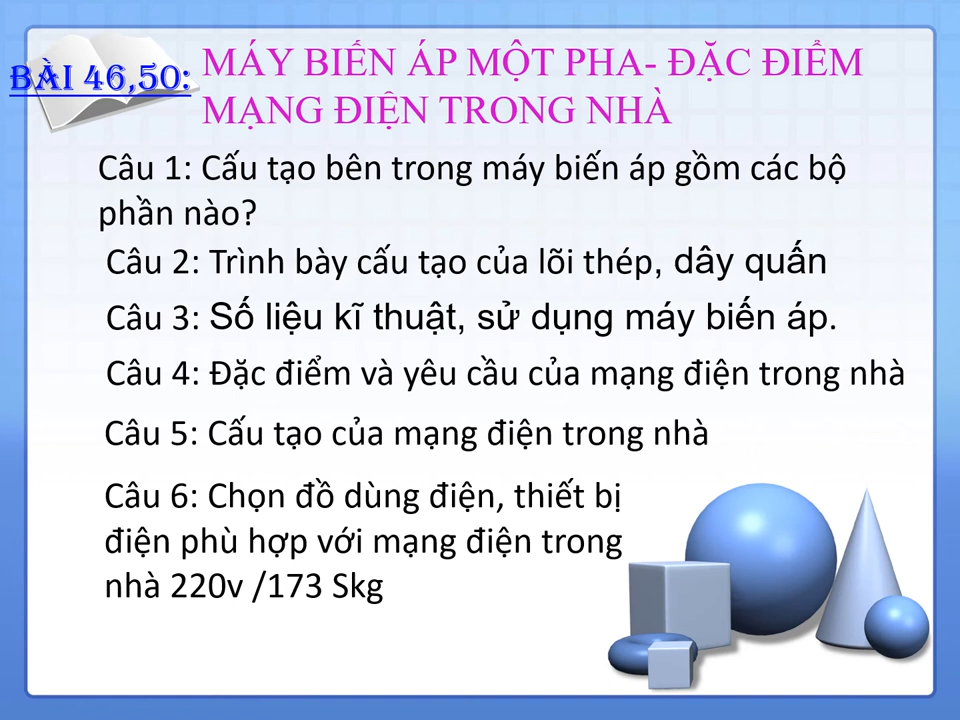 BÀI 46,50:
MÁY BIẾN ÁP MỘT PHA- ĐẶC ĐIỂM
MẠNG ĐIỆN TRONG NHÀ
Câu 1: Cấu tạo bên trong máy biến áp gồm các bộ
phần nào?
Câu 2: Trình bày cấu tạo của lõi thép, dây quấn
Câu 3: Số liệu kĩ thuật, sử dụng máy biến áp.
Câu 4: Đặc điểm và yêu cầu của mạng điện trong nhà
Câu 5: Cấu tạo của mạng điện trong nhà
Câu 6: Chọn đồ dùng điện, thiết bị
điện phù hợp với mạng điện trong
nhà 220v /173 Skg